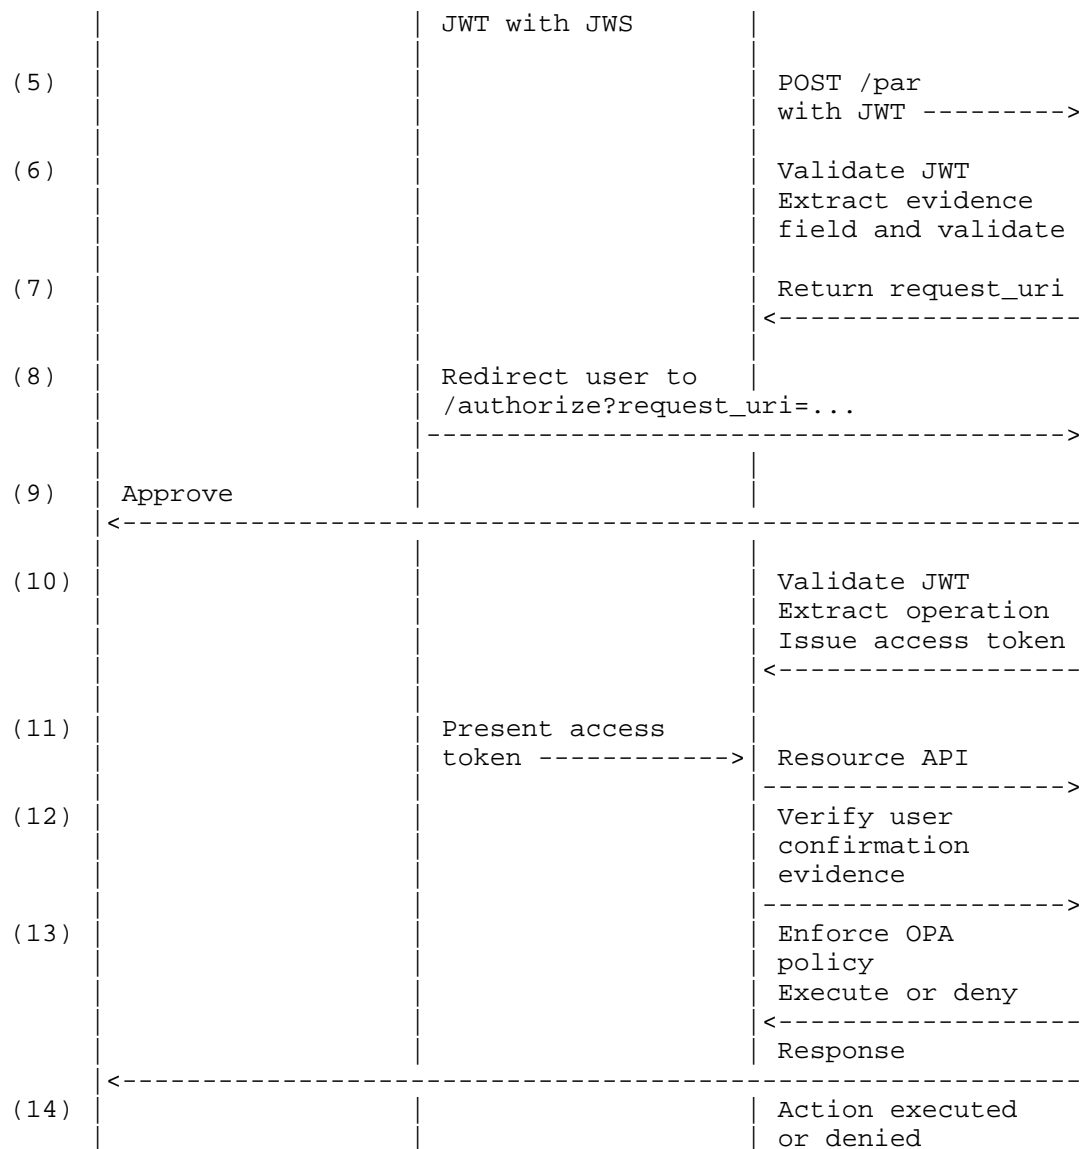 JWT with JWS
(5) POST /par
with JWT --------->
(6) Validate JWT
Extract evidence
field and validate
(7) Return request_uri
<-------------------
(8) Redirect user to
/authorize?request_uri=...
---------------------------------------->
(9) Approve
<------------------------------------------------------------
(10) Validate JWT
Extract operation
Issue access token
<-------------------
(11) Present access
token ------------> Resource API
------------------->
(12) Verify user
confirmation
evidence
------------------->
(13) Enforce OPA
policy
Execute or deny
<-------------------
Response
<------------------------------------------------------------
(14) Action executed
or denied